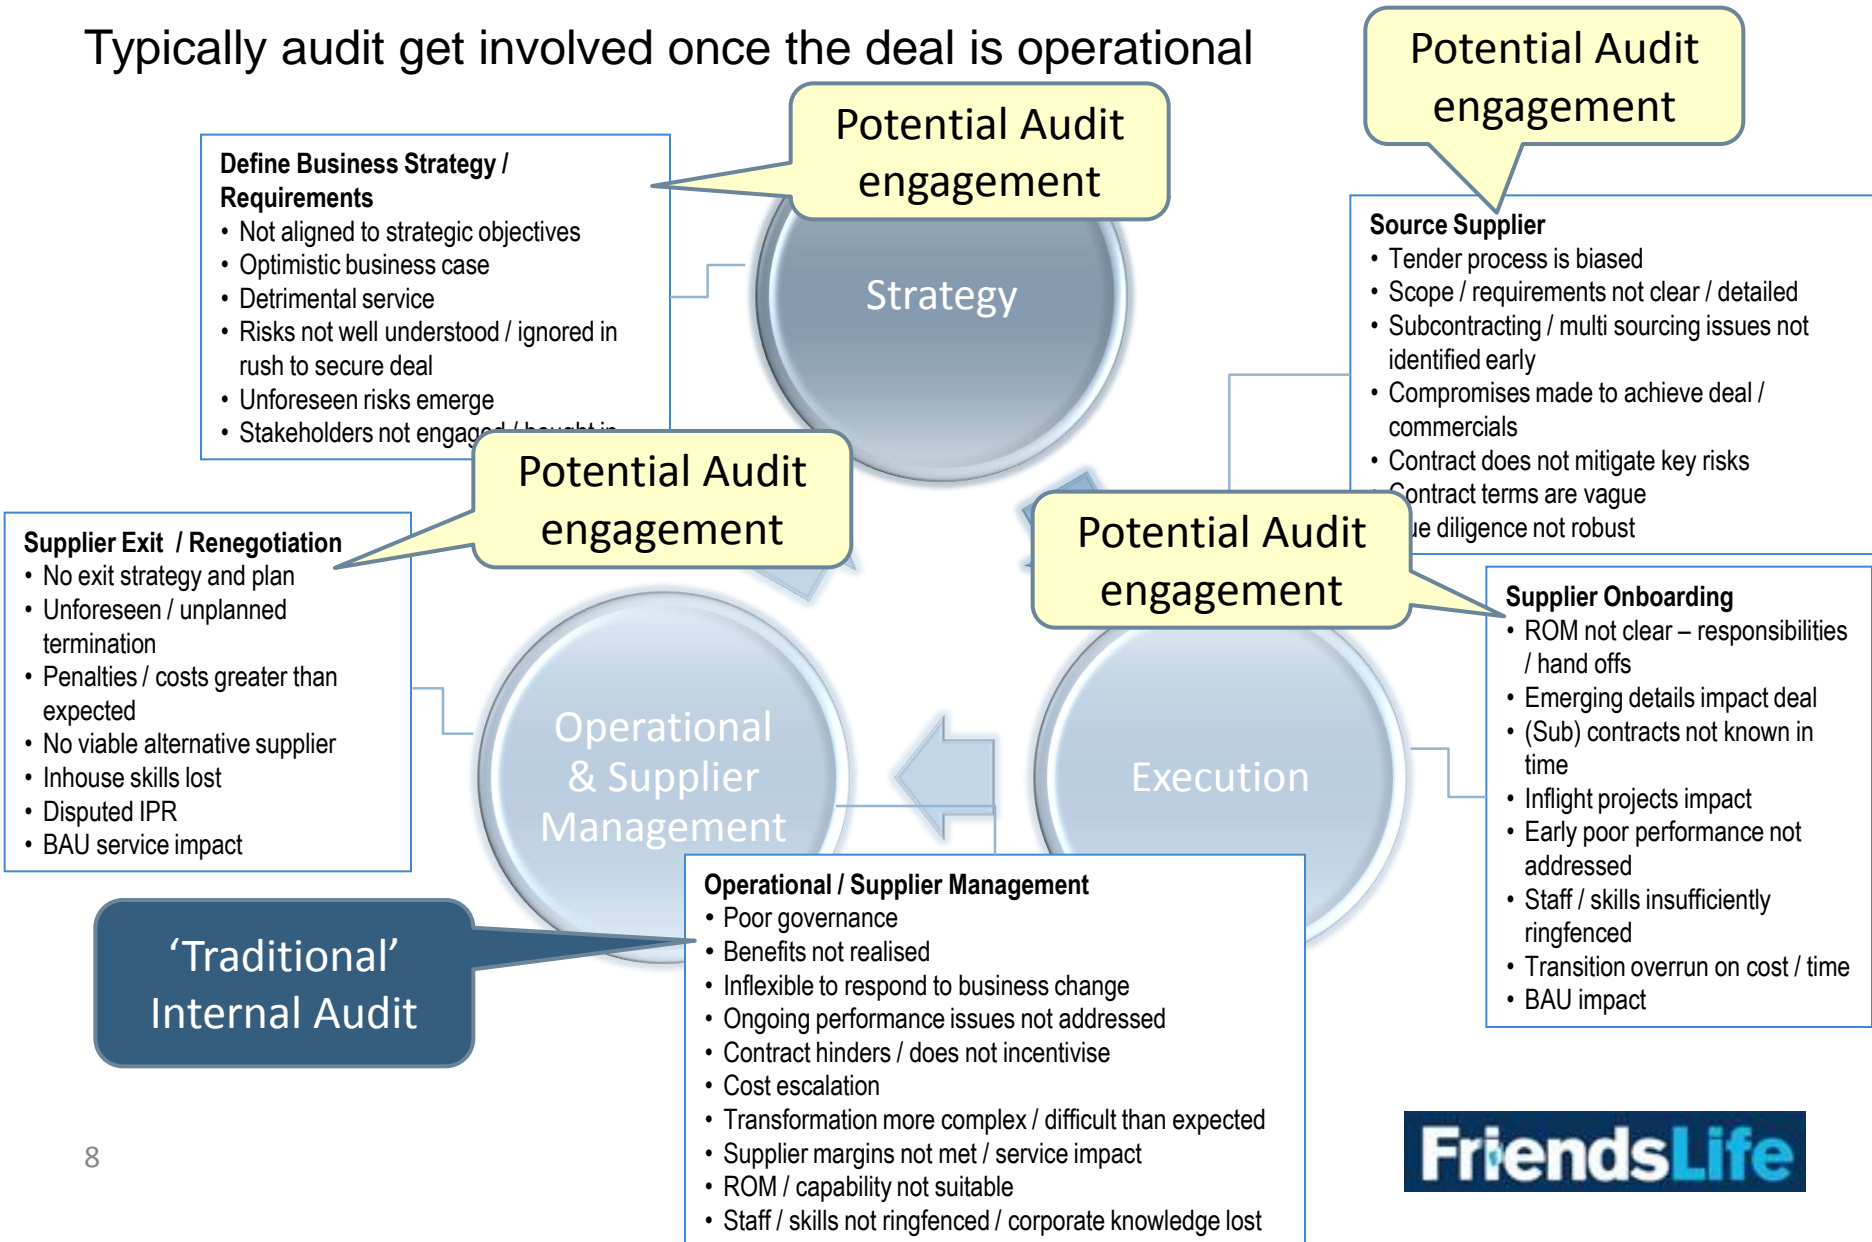 Typically audit get involved once the deal is operational
Potential Audit
engagement
Potential Audit
engagement
Define Business Strategy /
Requirements
• Not aligned to strategic objectives
• Optimistic business case
• Detrimental service
• Risks not well understood / ignored in
rush to secure deal
• Unforeseen risks emerge
• Stakeholders not engaged / bought in
Strategy
Source Supplier
• Tender process is biased
• Scope / requirements not clear / detailed
• Subcontracting / multi sourcing issues not
identified early
• Compromises made to achieve deal /
commercials
• Contract does not mitigate key risks
• Contract terms are vague
ue diligence not robust
Potential Audit
engagement
Potential Audit
engagement
Supplier Exit / Renegotiation
• No exit strategy and plan
• Unforeseen / unplanned
termination
• Penalties / costs greater than
expected
• No viable alternative supplier
• Inhouse skills lost
• Disputed IPR
• BAU service impact
Supplier Onboarding
• ROM not clear – responsibilities
/ hand offs
• Emerging details impact deal
• (Sub) contracts not known in
time
• Inflight projects impact
• Early poor performance not
addressed
• Staff / skills insufficiently
ringfenced
• Transition overrun on cost / time
• BAU impact
Operational
& Supplier
Management
Execution
‘Traditional’
Internal Audit
Operational / Supplier Management
• Poor governance
• Benefits not realised
• Inflexible to respond to business change
• Ongoing performance issues not addressed
• Contract hinders / does not incentivise
• Cost escalation
• Transformation more complex / difficult than expected
• Supplier margins not met / service impact
• ROM / capability not suitable
• Staff / skills not ringfenced / corporate knowledge lost
8
FriendsLife